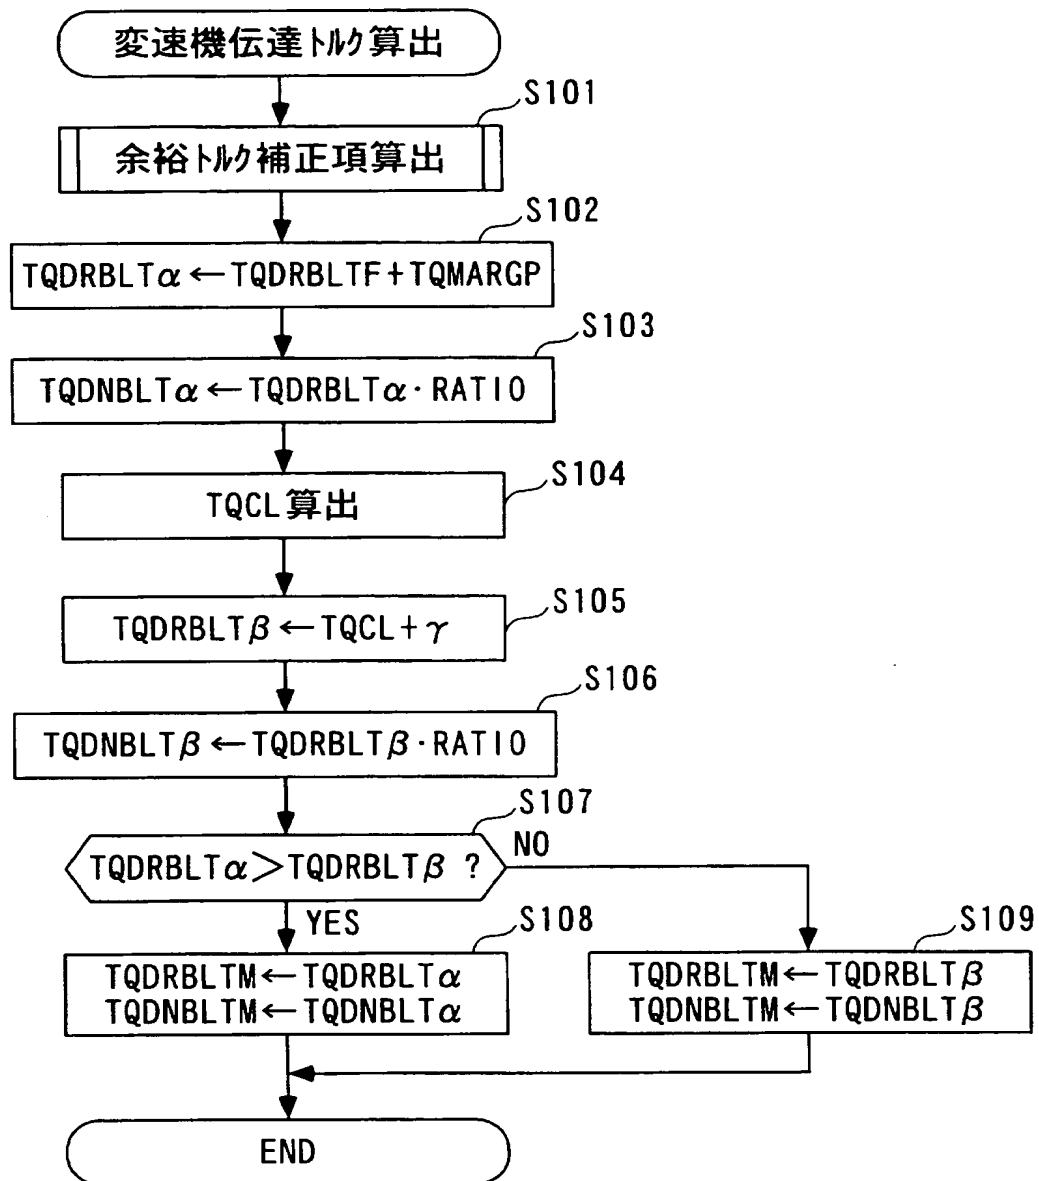 変速機伝達ﾄﾙｸ算出
S101
余裕ﾄﾙｸ補正項算出
S102
TQDRBLTα←TQDRBLTF+TQMARGP
S103
TQDNBLTα←TQDRBLTα·RATIO
S104
TQCL算出
S105
TQDRBLTβ←TQCL+γ
S106
TQDNBLTβ←TQDRBLTβ·RATIO
S107
TQDRBLTα>TQDRBLTβ ?
NO
YES
S108
TQDRBLTM←TQDRBLTα
TQDNBLTM←TQDNBLTα
S109
TQDRBLTM←TQDRBLTβ
TQDNBLTM←TQDNBLTβ
END